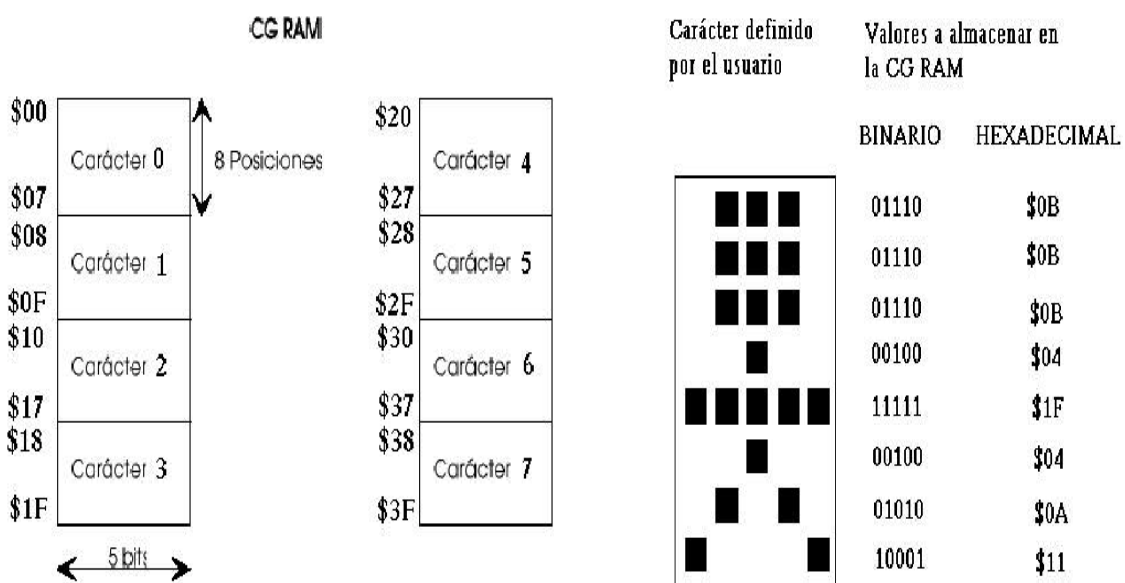 CG RAM
$00
Carácter 0
$07
8 Posiciones
$08
Carácter 1
$0F
$10
Carácter 2
$17
$18
Carácter 3
$1F
5 bits
$20
Carácter 4
$27
$28
Carácter 5
$2F
$30
Carácter 6
$37
$38
Carácter 7
$3F
Carácter definido
por el usuario
Valores a almacenar en
la CG RAM
BINARIO HEXADECIMAL
01110 $0B
01110 $0B
01110 $0B
00100 $04
11111 $1F
00100 $04
01010 $0A
10001 $11